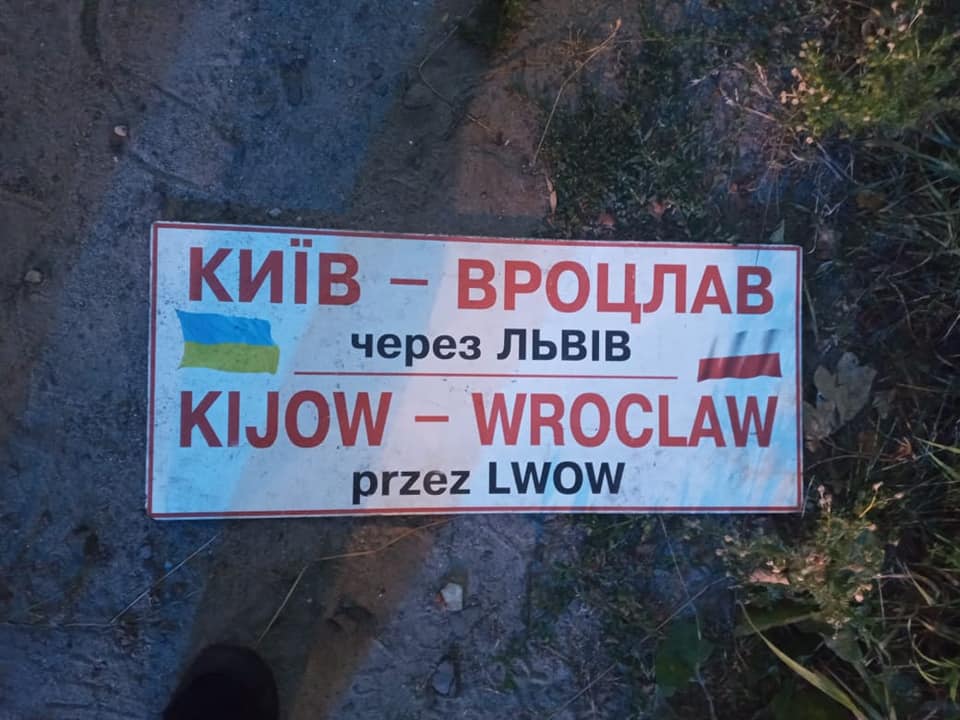 КИЇВ – ВРОЦЛАВ
через ЛЬВІВ
KIJOW – WROCLAW
przez LWOW